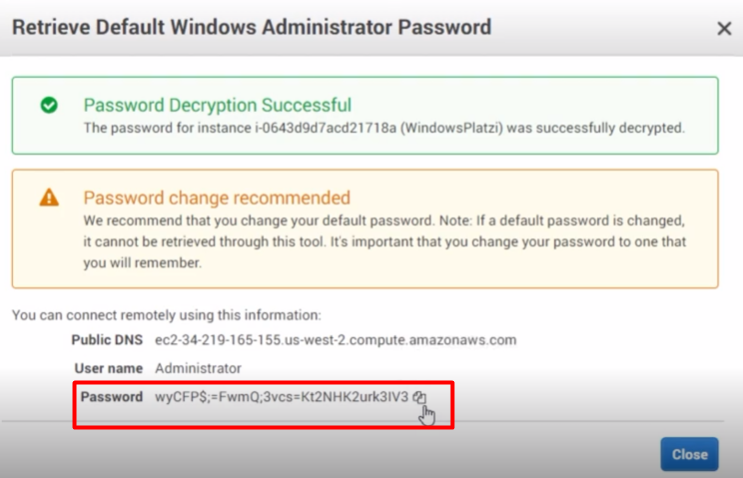 Retrieve Default Windows Administrator Password
Password Decryption Successful
The password for instance i-0643d9d7acd21718a (WindowsPlatzi) was successfully decrypted.
Password change recommended
We recommend that you change your default password. Note: If a default password is changed,
it cannot be retrieved through this tool. It's important that you change your password to one that
you will remember.
You can connect remotely using this information:
Public DNS ec2-34-219-165-155.us-west-2.compute.amazonaws.com
User name Administrator
Password wyCFP$;=FwmQ;3vcs=Kt2NHK2urk3IV3
Close